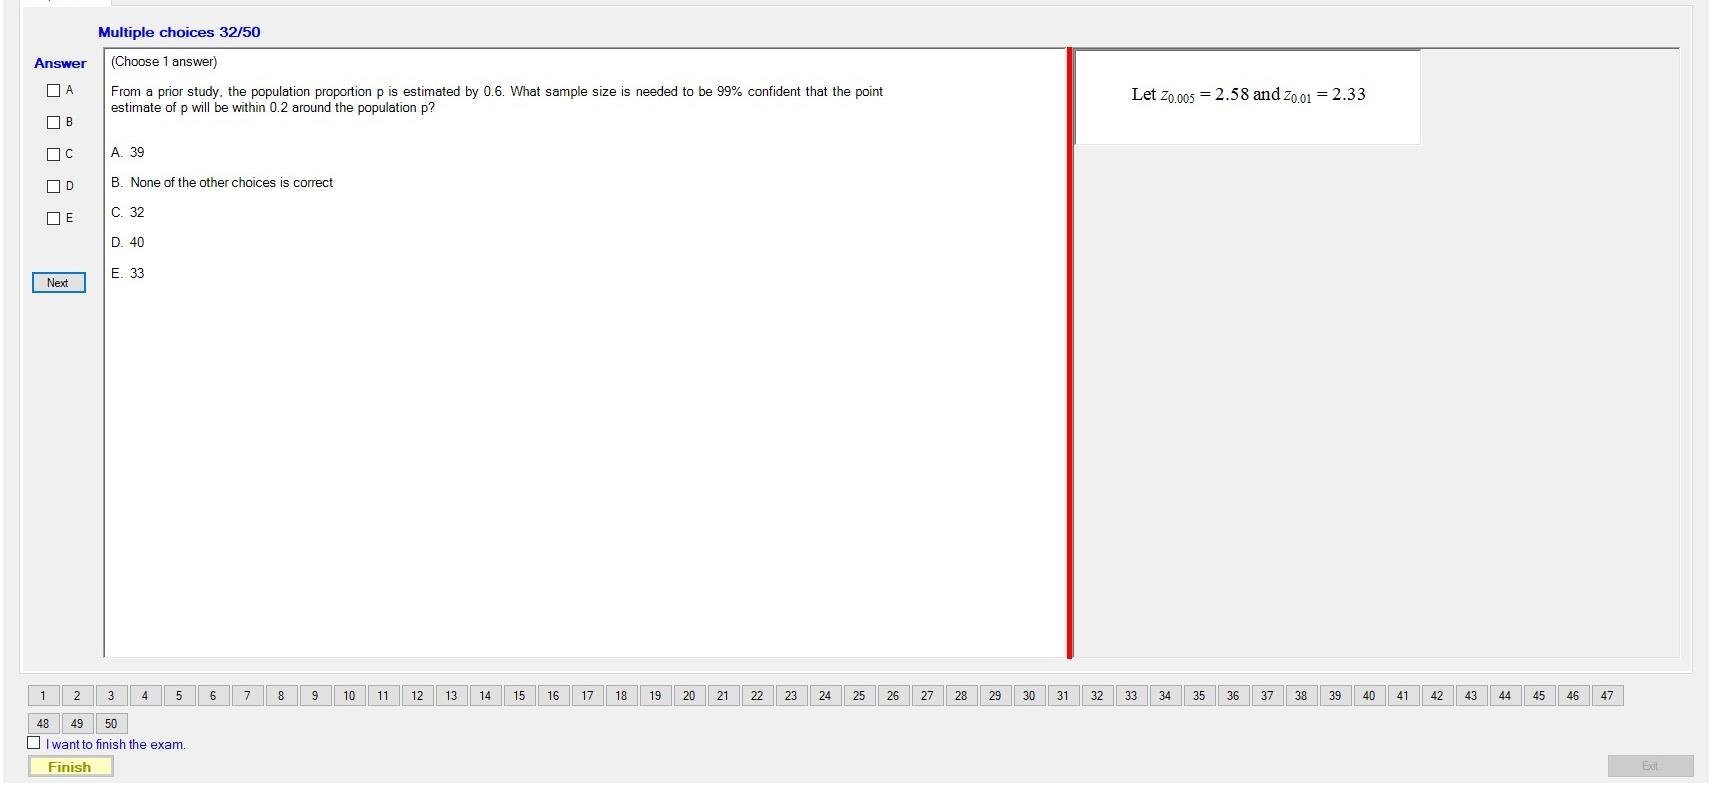 Multiple choices 32/50
Answer
A
B
C
D
E
Next
(Choose 1 answer)
From a prior study, the population proportion p is estimated by 0.6. What sample size is needed to be 99% confident that the point
estimate of p will be within 0.2 around the population p?
A. 39
B. None of the other choices is correct
C. 32
D. 40
E. 33
Let z0.005 = 2.58 and z0.01 = 2.33
1 2 3 4 5 6 7 8 9 10 11 12 13 14 15 16 17 18 19 20 21 22 23 24 25 26 27 28 29 30 31 32 33 34 35 36 37 38 39 40 41 42 43 44 45 46 47
48 49 50
I want to finish the exam.
Finish
Exit